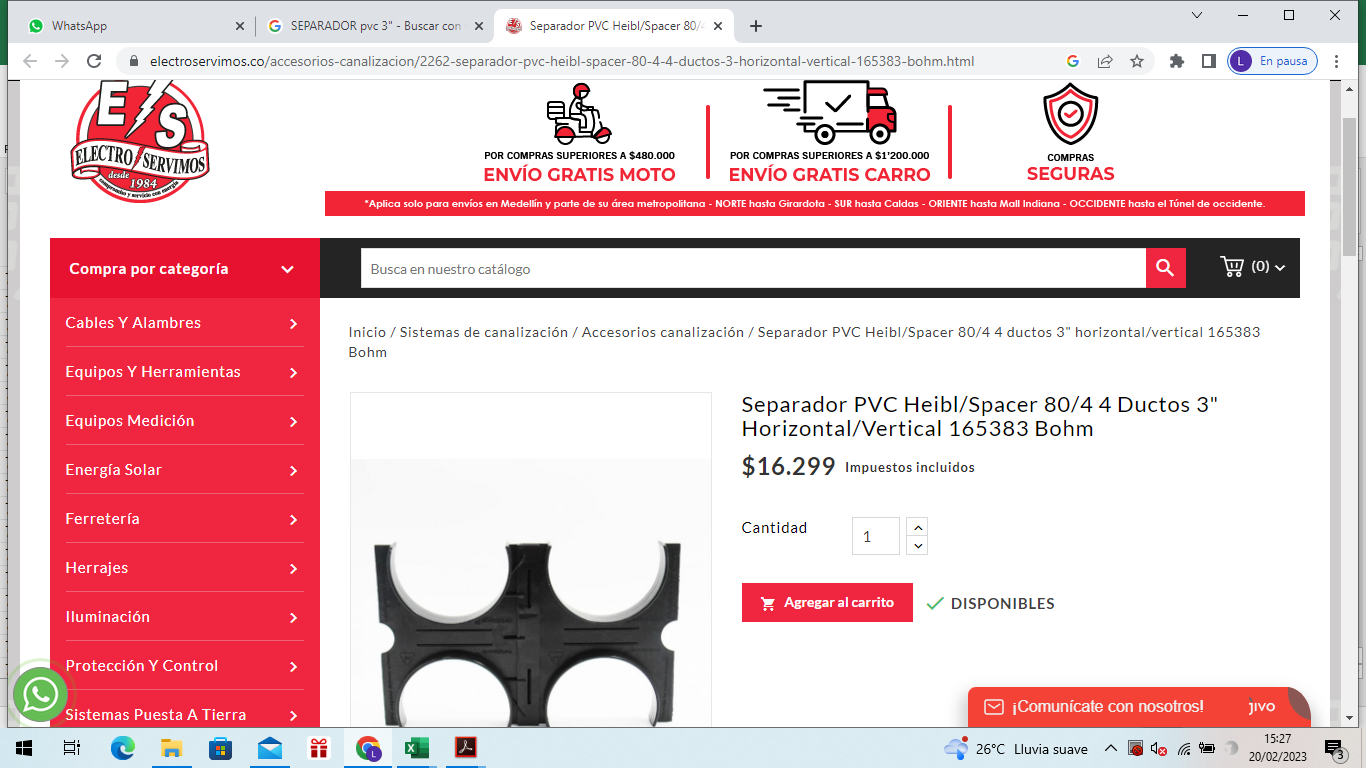 WhatsApp
SEPARADOR pvc 3" - Buscar con
Separador PVC Heibl/Spacer 80/4
electroservimos.co/accesorios-canalizacion/2262-separador-pvc-heibl-spacer-80-4-4-ductos-3-horizontal-vertical-165383-bohm.html
L
En pausa
E S
ELECTRO SERVIMOS
desde
1984
compromiso y servicio con energía
POR COMPRAS SUPERIORES A $480.000
ENVÍO GRATIS MOTO
POR COMPRAS SUPERIORES A $1'200.000
ENVÍO GRATIS CARRO
COMPRAS
SEGURAS
*Aplica solo para envíos en Medellín y parte de su área metropolitana - NORTE hasta Girardota - SUR hasta Caldas - ORIENTE hasta Mall Indiana - OCCIDENTE hasta el Túnel de occidente.
Compra por categoría
Busca en nuestro catálogo
(0)
Cables Y Alambres
Equipos Y Herramientas
Equipos Medición
Energía Solar
Ferretería
Herrajes
Iluminación
Protección Y Control
Sistemas Puesta A Tierra
Inicio / Sistemas de canalización / Accesorios canalización / Separador PVC Heibl/Spacer 80/4 4 ductos 3" horizontal/vertical 165383
Bohm
Separador PVC Heibl/Spacer 80/4 4 Ductos 3"
Horizontal/Vertical 165383 Bohm
$16.299 Impuestos incluidos
Cantidad
1
Agregar al carrito
DISPONIBLES
¡Comunícate con nosotros!
jivo
L
26°C Lluvia suave
15:27
20/02/2023
3